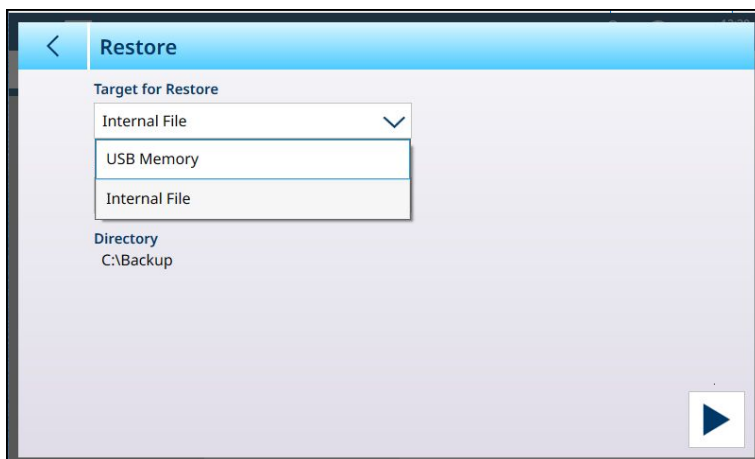 Restore
Target for Restore
Internal File
USB Memory
Internal File
Directory
C:\Backup